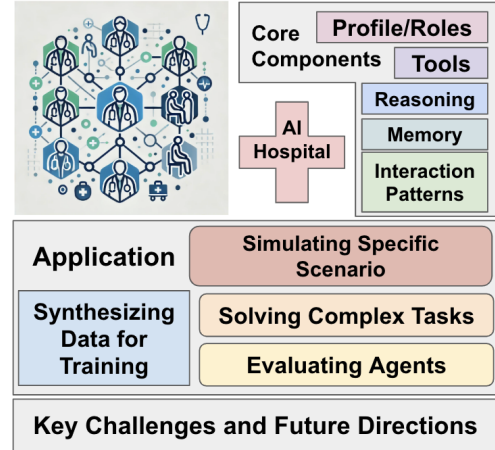 Core
Components
Profile/Roles
Tools
Reasoning
Memory
Interaction
Patterns
AI
Hospital
Application
Simulating Specific
Scenario
Synthesizing
Data for
Training
Solving Complex Tasks
Evaluating Agents
Key Challenges and Future Directions